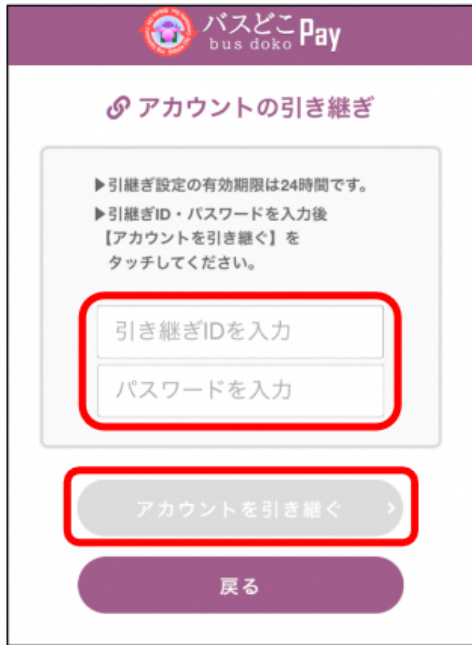 バスどこ Pay
bus doko
アカウントの引き継ぎ
▶引継ぎ設定の有効期限は24時間です。
▶引継ぎID・パスワードを入力後
【アカウントを引き継ぐ】を
タッチしてください。
引き継ぎIDを入力
パスワードを入力
アカウントを引き継ぐ
戻る